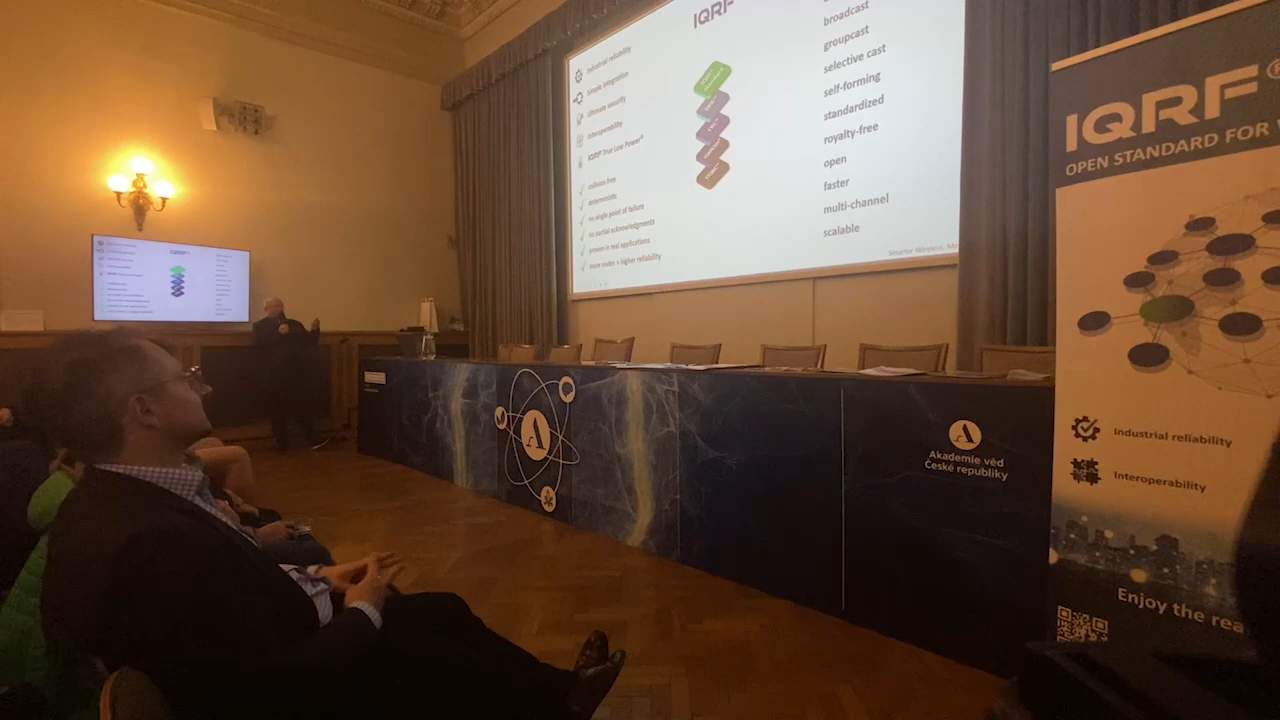 IQRF
Industrial reliability
Simple integration
Ultimate security
Interoperability
IQRF True Low Power®
collision free
deterministic
no single point of failure
no partial acknowledgments
proven in real applications
more routes = higher reliability
broadcast
groupcast
selective cast
self-forming
standardized
royalty-free
open
faster
multi-channel
scalable
Smarter Wireless.
A
A
Akademie věd
České republiky
IQRF®
OPEN STANDARD FOR
Industrial reliability
Interoperability
Enjoy the rea